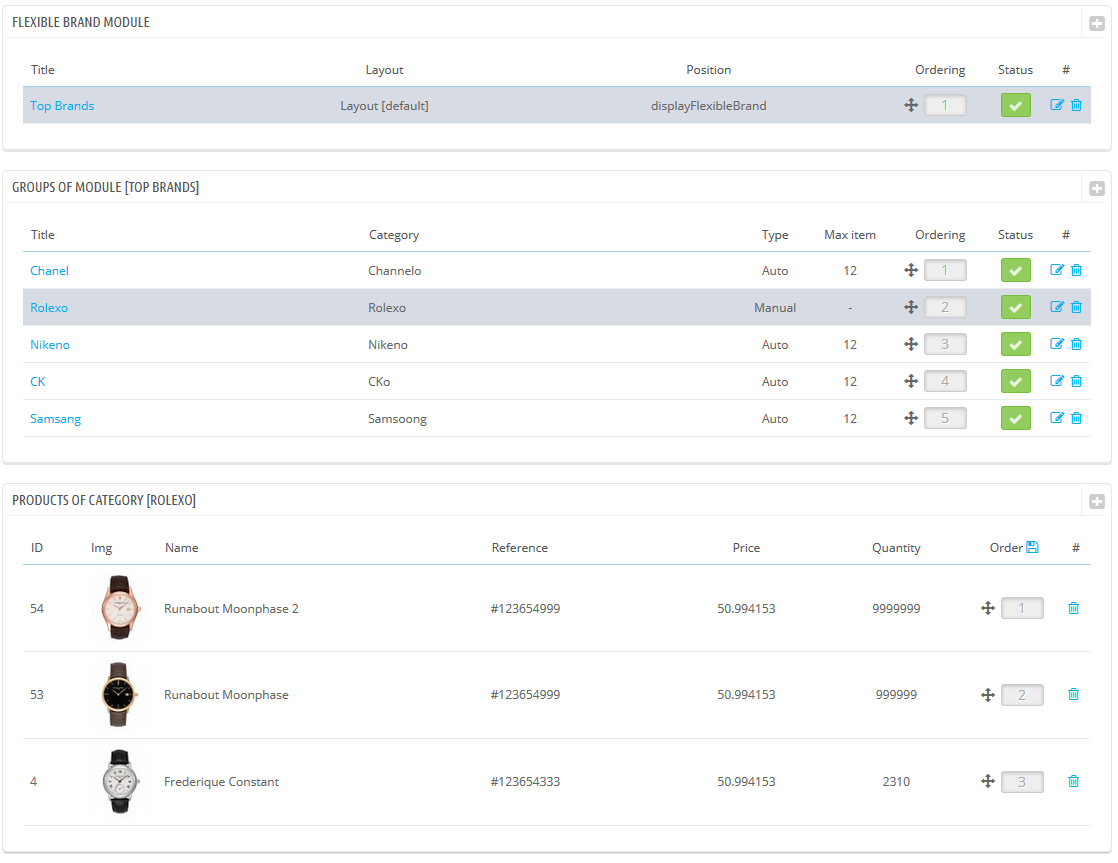 FLEXIBLE BRAND MODULE
Title Layout Position Ordering Status #
Top Brands Layout [default] displayFlexibleBrand 1
GROUPS OF MODULE [TOP BRANDS]
Title Category Type Max item Ordering Status #
Chanel Channelo Auto 12 1
Rolexo Rolexo Manual - 2
Nikeno Nikeno Auto 12 3
CK CKo Auto 12 4
Samsang Samsoong Auto 12 5
PRODUCTS OF CATEGORY [ROLEXO]
ID Img Name Reference Price Quantity Order #
54 Runabout Moonphase 2 #123654999 50.994153 9999999 1
53 Runabout Moonphase #123654999 50.994153 999999 2
4 Frederique Constant #123654333 50.994153 2310 3